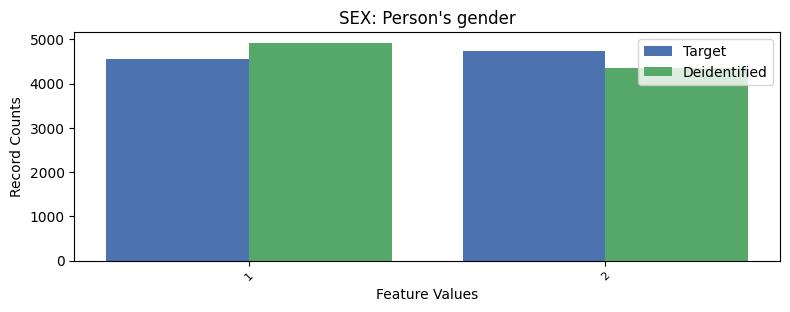 SEX: Person's gender
Target
Deidentified
Record Counts
5000
4000
3000
2000
1000
0
1
2
Feature Values